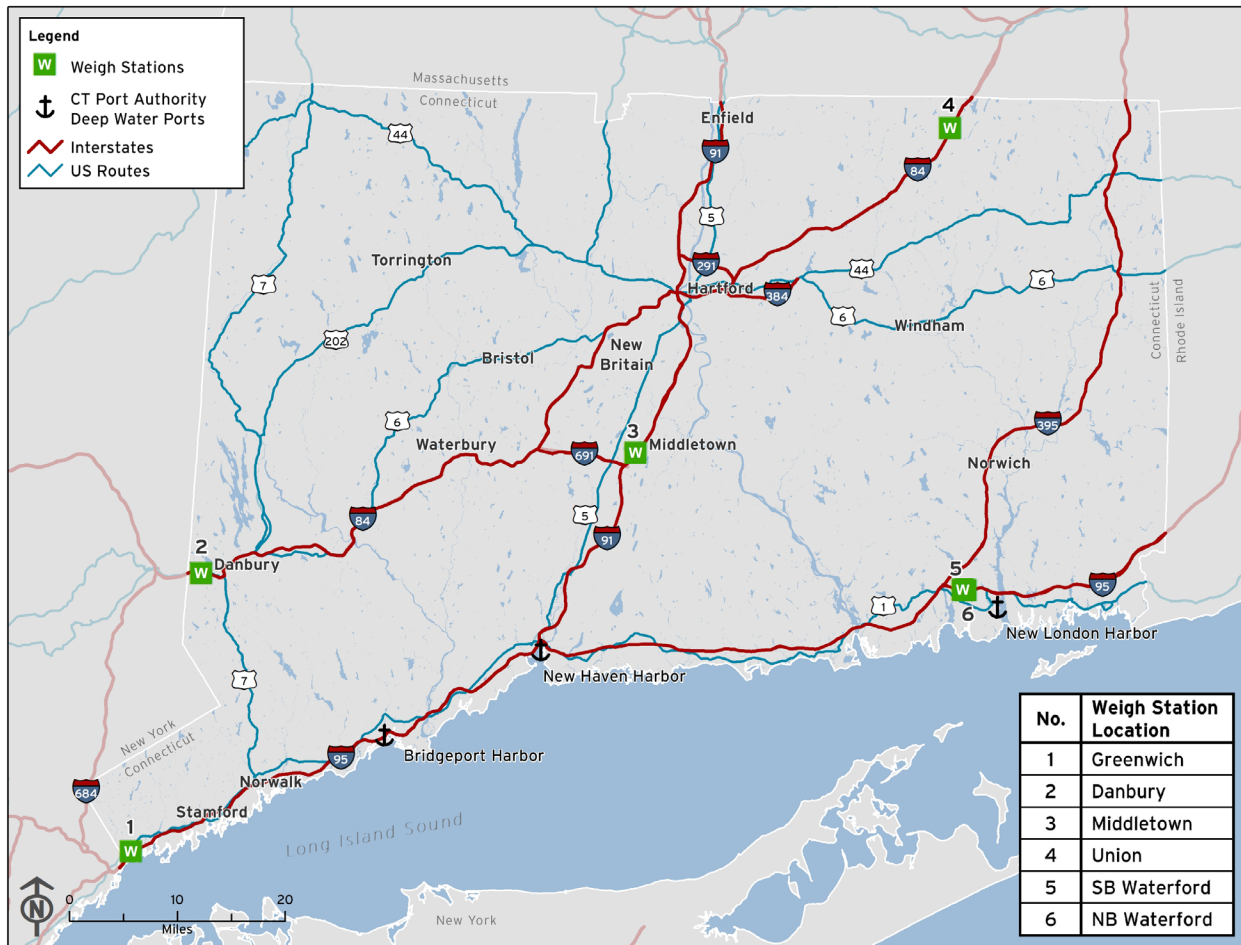 Legend
W Weigh Stations
CT Port Authority
Deep Water Ports
Interstates
US Routes
Massachusetts
Connecticut
4
Enfield
W
44
91
84
5
Torrington
291
44
7
Hartford
384
6
Connecticut
Rhode Island
202
6
Windham
New
Britain
Bristol
6
3
395
Waterbury
691
W
Middletown
Norwich
84
5
91
2
W
Danbury
5
W
95
1
6
New London Harbor
New Haven Harbor
7
No.
Weigh Station
Location
New York
Connecticut
95
Bridgeport Harbor
1 Greenwich
684
Norwalk
2 Danbury
Stamford
3 Middletown
1
W
Long Island Sound
4 Union
N
0 10 20
Miles
5 SB Waterford
New York
6 NB Waterford